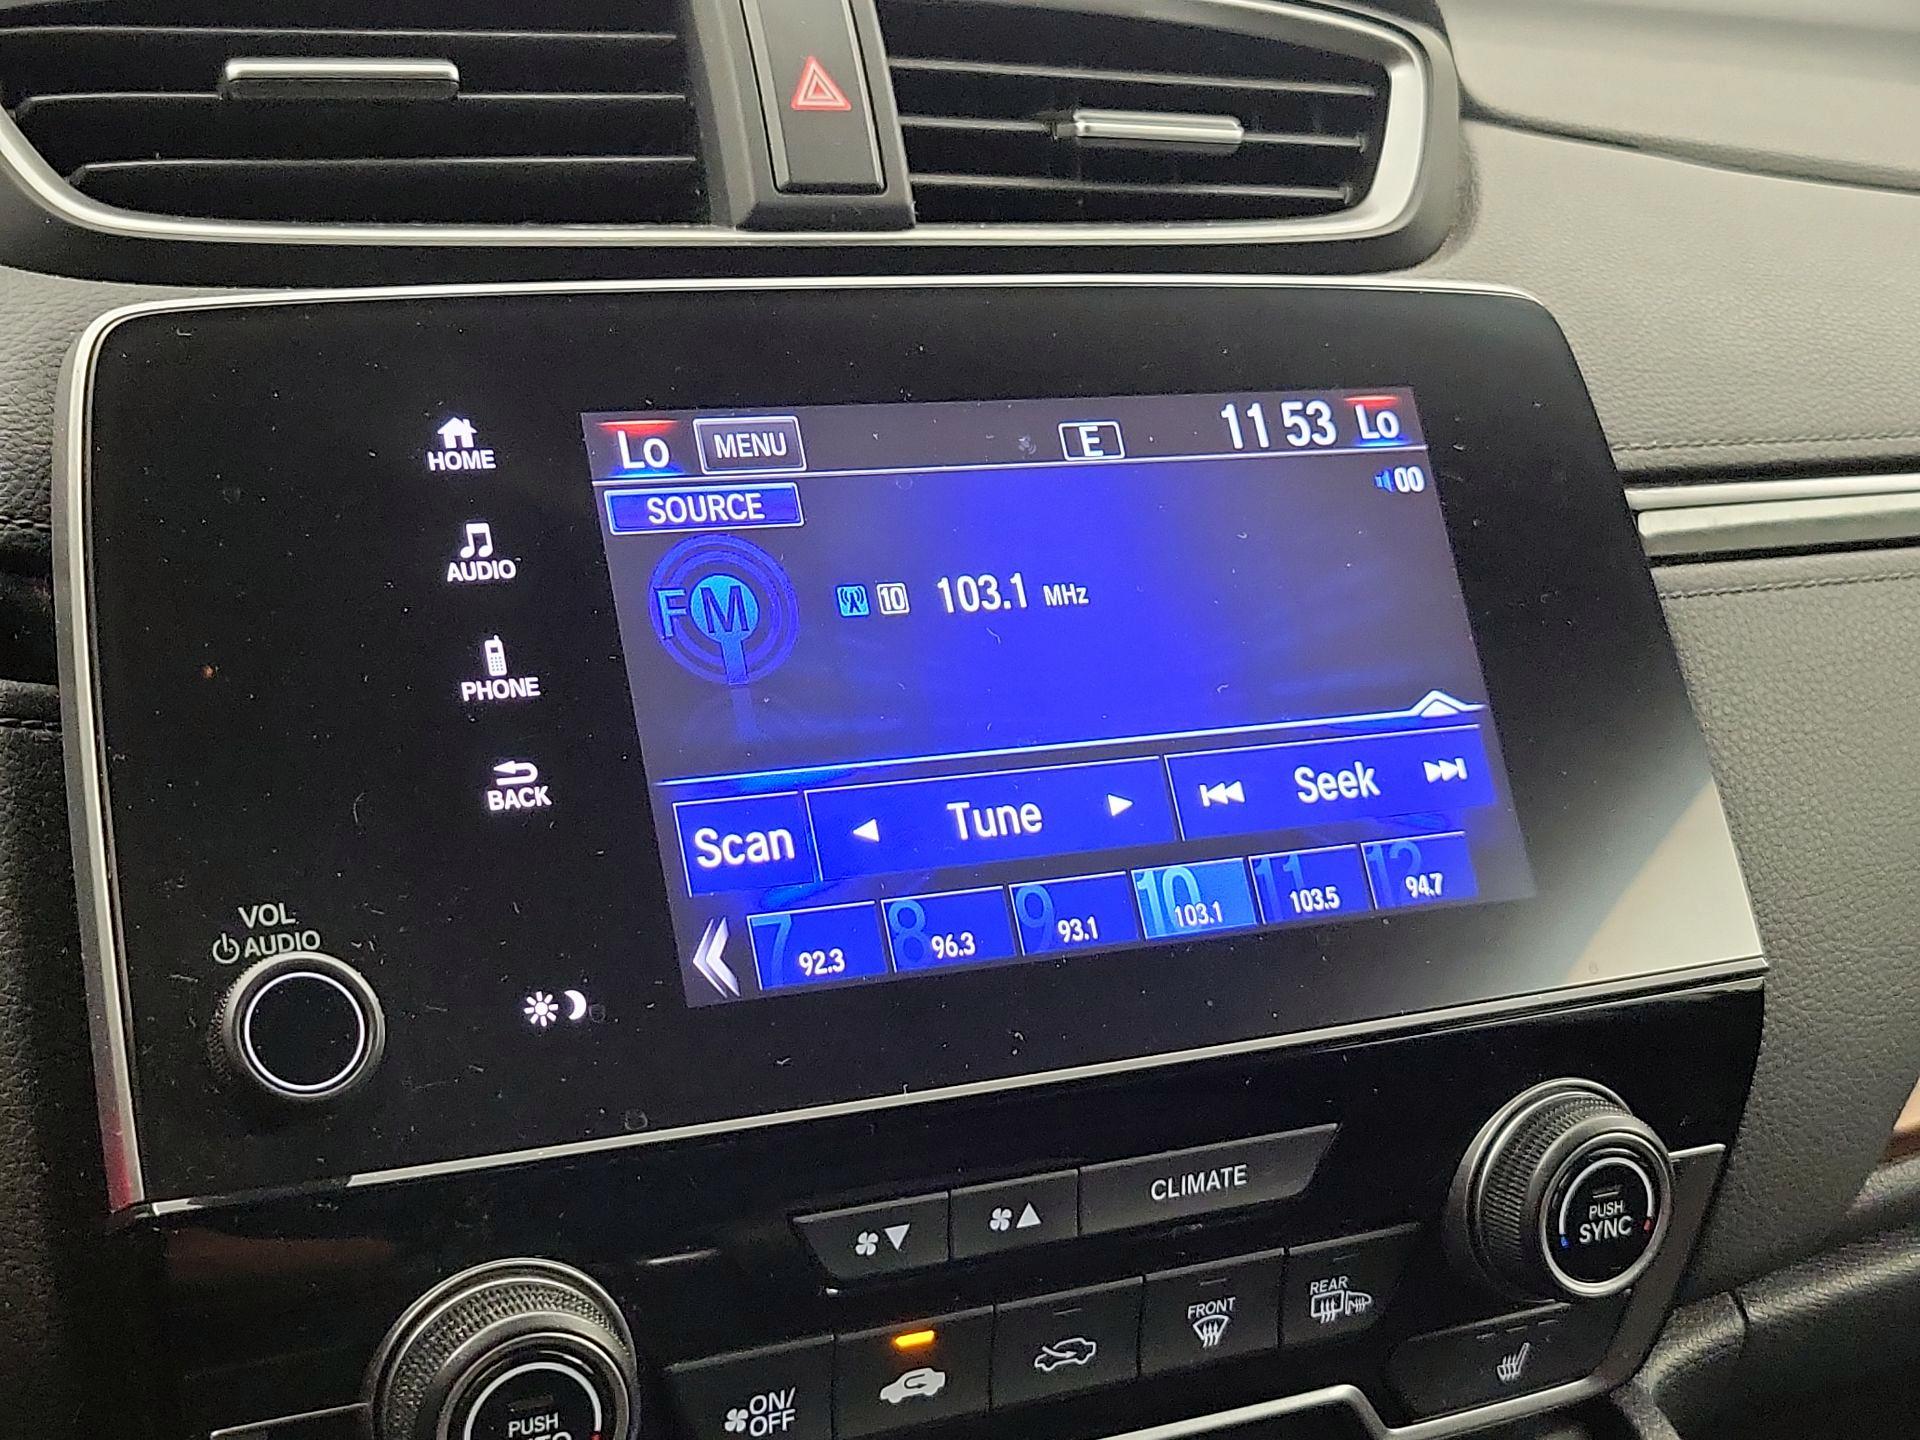 Lo MENU E 11 53 Lo
SOURCE 00
FM 10 103.1 MHz
HOME
AUDIO
PHONE
BACK
Scan Tune Seek
7 92.3 8 96.3 9 93.1 10 103.1 11 103.5 12 94.7
VOL
AUDIO
CLIMATE
PUSH
SYNC
FRONT
REAR
ON/
OFF
PUSH